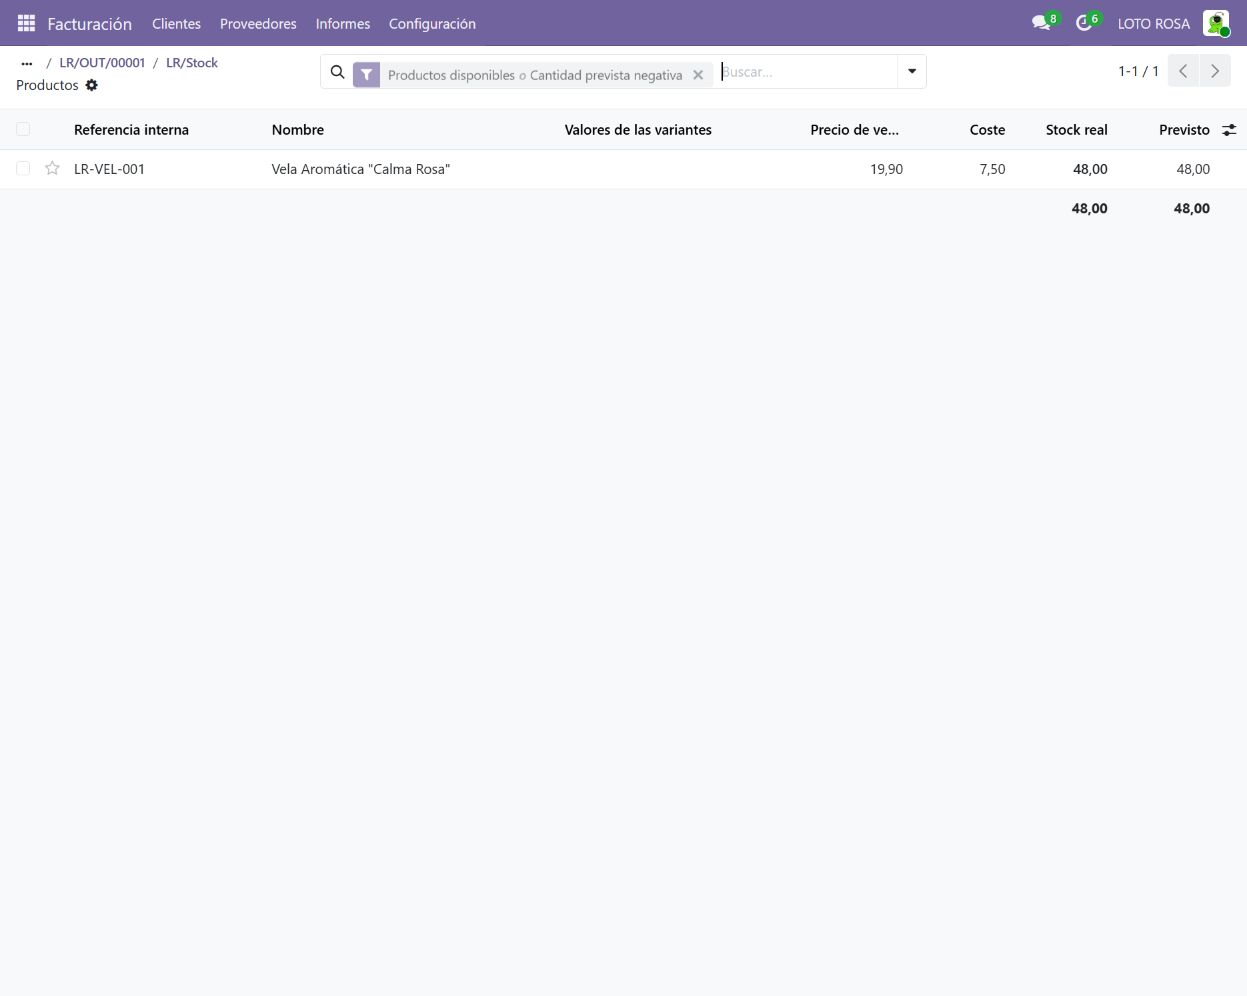 Facturación Clientes Proveedores Informes Configuración 8 6 LOTO ROSA
... / LR/OUT/00001 / LR/Stock
Productos
Productos disponibles o Cantidad prevista negativa Buscar... 1-1 / 1
Referencia interna Nombre Valores de las variantes Precio de ve... Coste Stock real Previsto
LR-VEL-001 Vela Aromática "Calma Rosa" 19,90 7,50 48,00 48,00
48,00 48,00